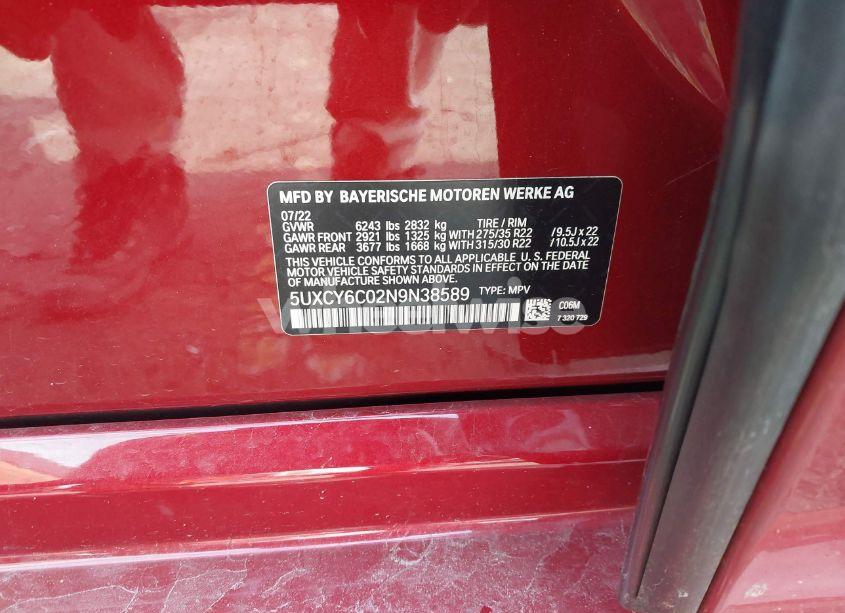 MFD BY BAYERISCHE MOTOREN WERKE AG
07/22
GVWR 6243 lbs 2832 kg TIRE / RIM
GAWR FRONT 2921 lbs 1325 kg WITH 275/35 R22 /9.5J x 22
GAWR REAR 3677 lbs 1668 kg WITH 315/30 R22 /10.5J x 22
THIS VEHICLE CONFORMS TO ALL APPLICABLE U. S. FEDERAL
MOTOR VEHICLE SAFETY STANDARDS IN EFFECT ON THE DATE
OF MANUFACTURE SHOWN ABOVE.
5UXCY6C02N9N38589 TYPE: MPV
C06M
7 320 729